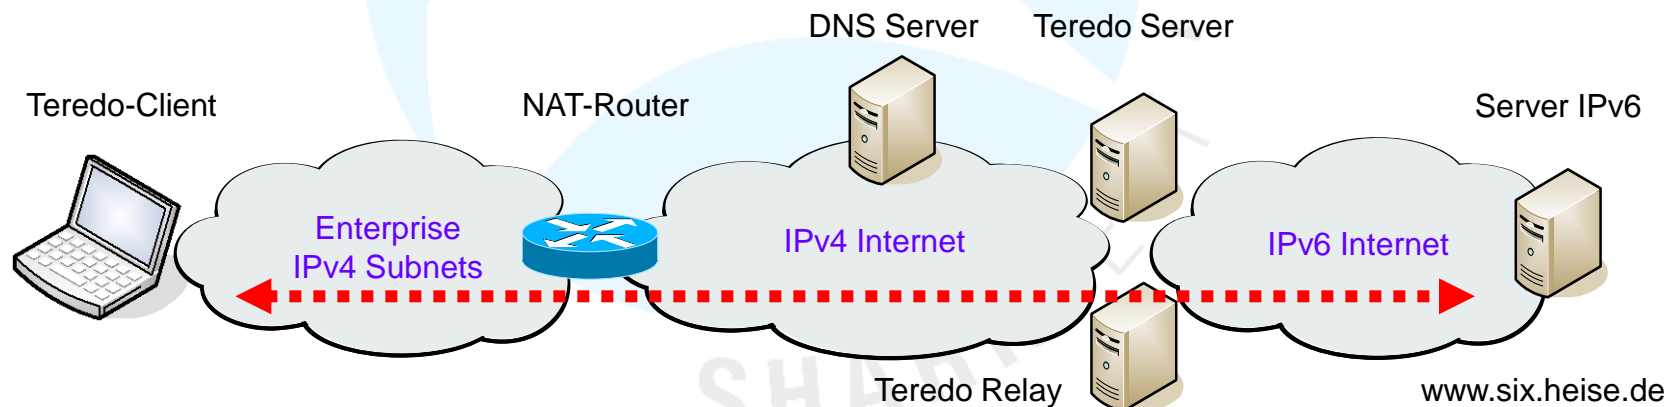 DNS Server
Teredo Server
Teredo-Client
NAT-Router
Server IPv6
Enterprise
IPv4 Subnets
IPv4 Internet
IPv6 Internet
Teredo Relay
www.six.heise.de